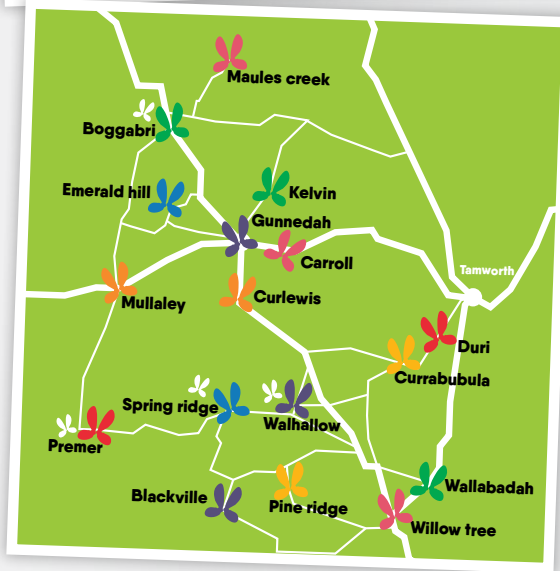 Maules creek
Boggabri
Emerald hill
Kelvin
Gunnedah
Carroll
Tamworth
Mullaley
Curlewis
Duri
Currabubula
Spring ridge
Walhallow
Premer
Wallabadah
Blackville
Pine ridge
Willow tree